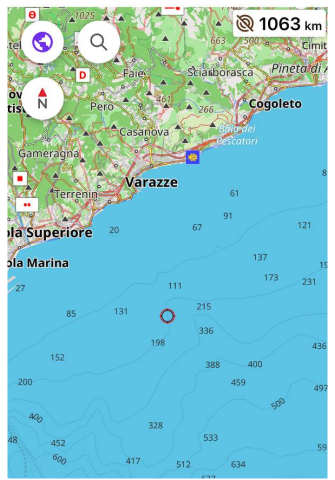 1025
1063 km
Faie
Sciarborasca
Cimit
Pineta di
D
Pero
461
266
Cogoleto
N
Casanova
Baia dei
Pescatori
Gameragna
Varazze
Terrenin
61
91
ola Superiore
20
67
121
ola Marina
137
173
231
27
111
85
131
215
336
198
436
152
388
400
200
459
497
500
400
328
48
452
533
600
417
512
634